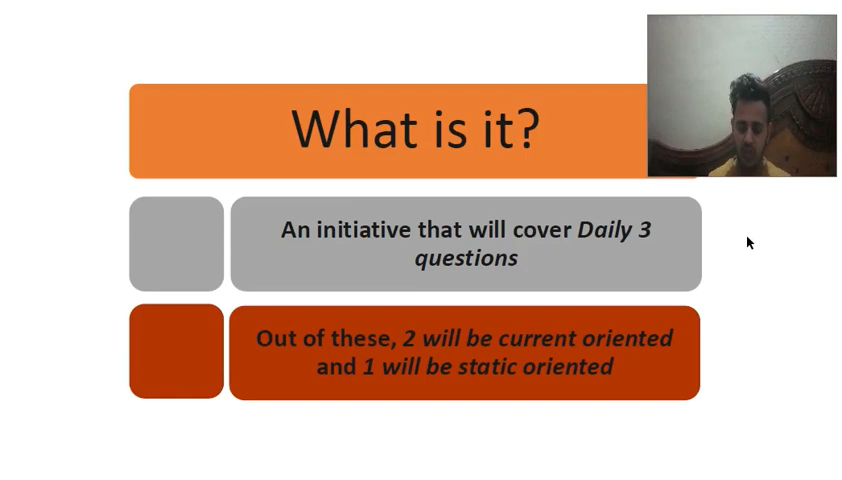 What is it?
An initiative that will cover Daily 3
questions
Out of these, 2 will be current oriented
and 1 will be static oriented